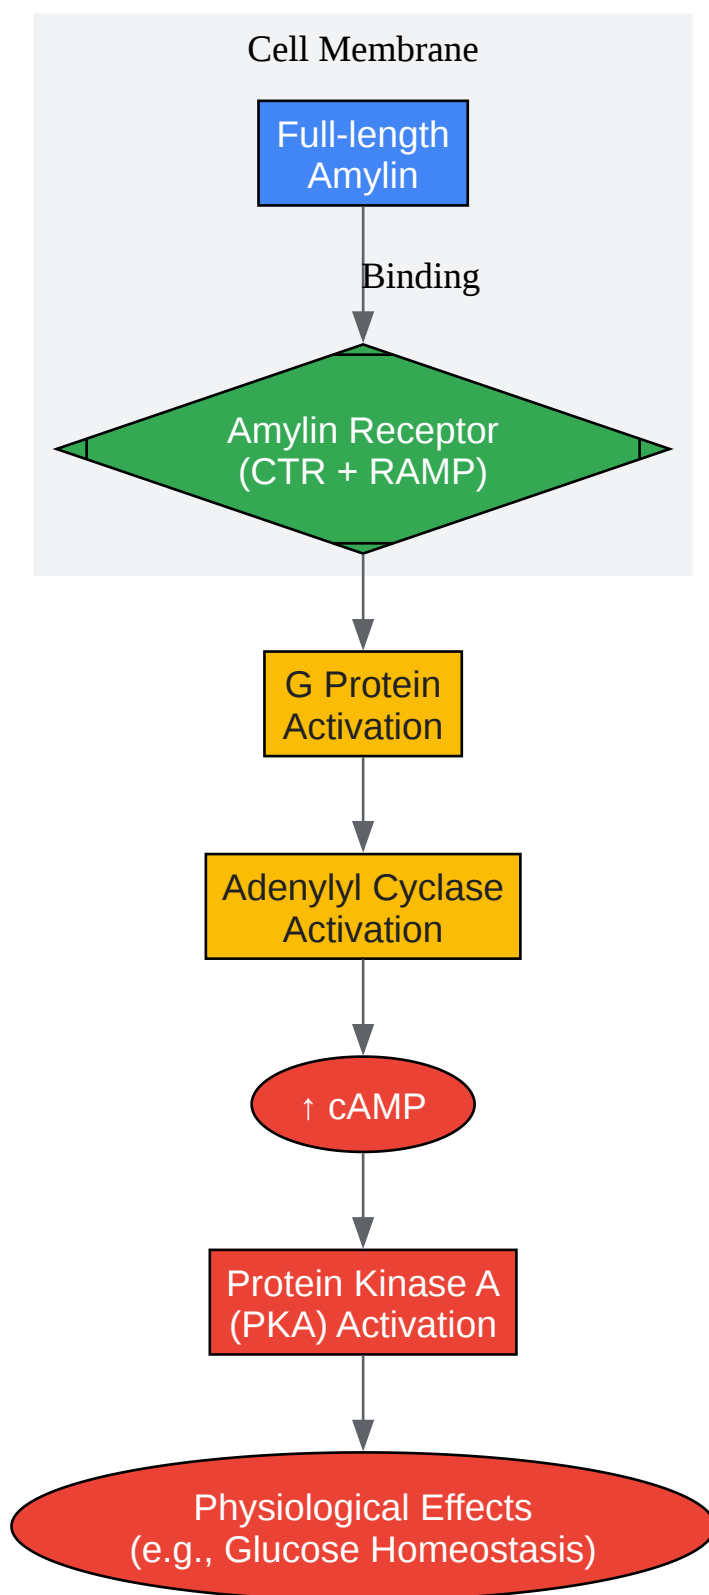 Cell Membrane
Full-length
Amylin
Binding
Amylin Receptor
(CTR + RAMP)
G Protein
Activation
Adenylyl Cyclase
Activation
↑ cAMP
Protein Kinase A
(PKA) Activation
Physiological Effects
(e.g., Glucose Homeostasis)